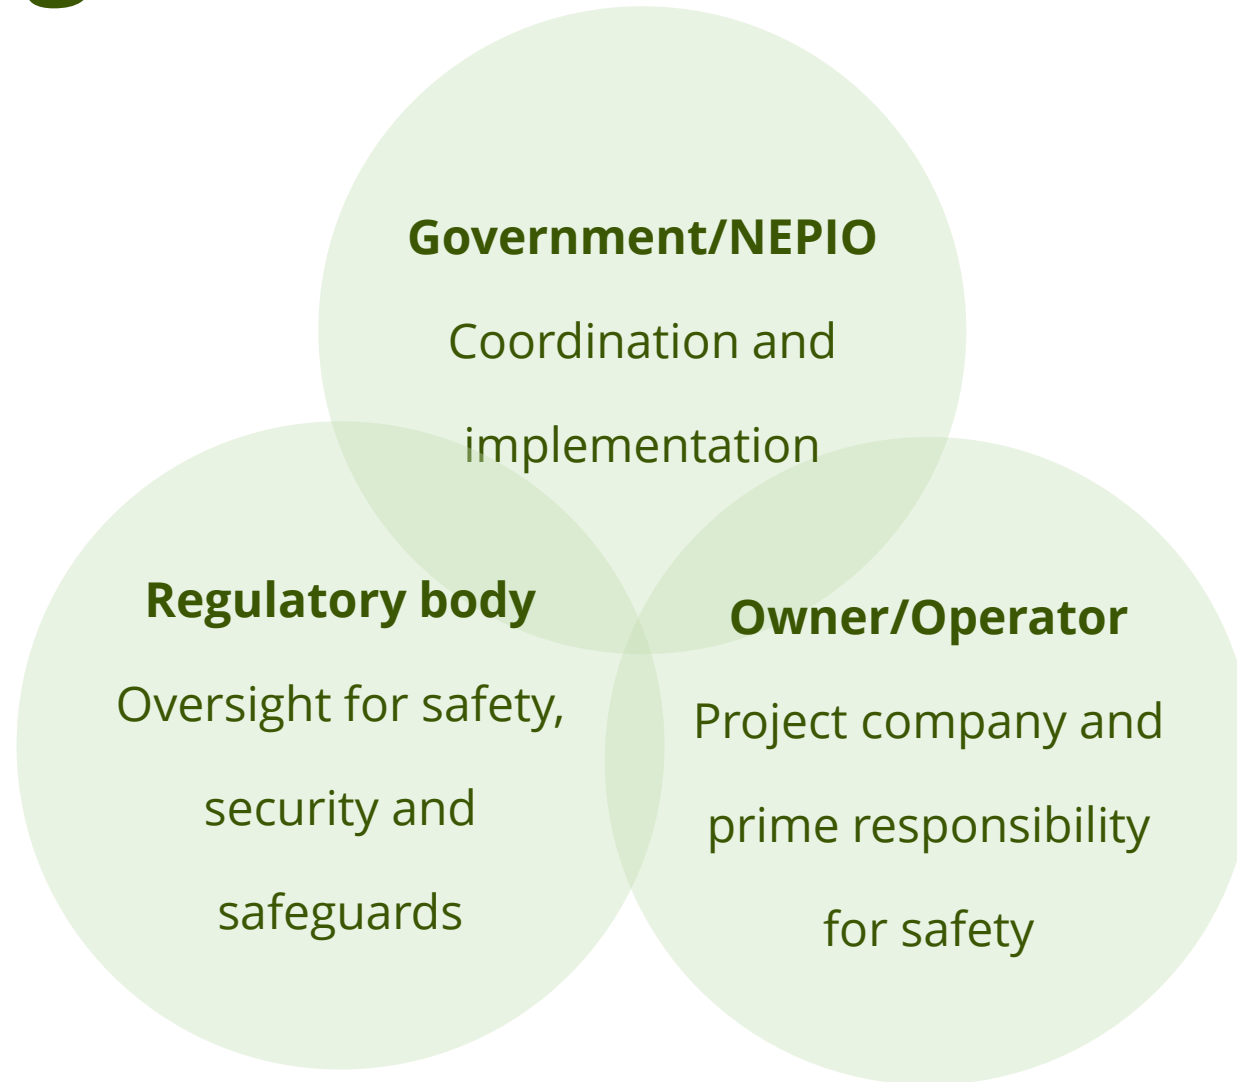 Government/NEPIO
Coordination and
implementation
Regulatory body
Oversight for safety,
security and
safeguards
Owner/Operator
Project company and
prime responsibility
for safety